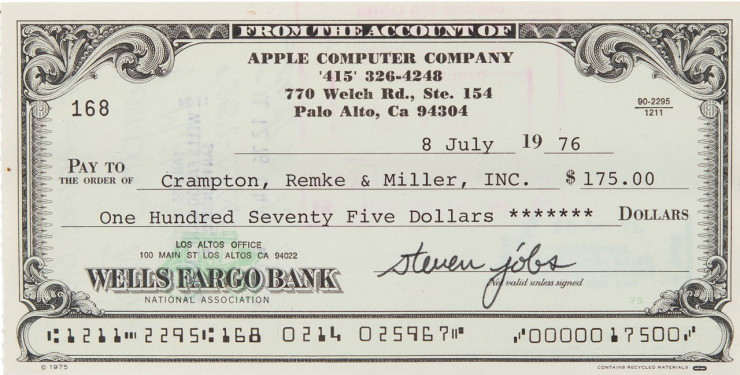 FROM THE ACCOUNT OF
APPLE COMPUTER COMPANY
'415' 326-4248
770 Welch Rd., Ste. 154
Palo Alto, Ca 94304
168
90-2295
1211
8 July 19 76
PAY TO
THE ORDER OF Crampton, Remke & Miller, INC. $ 175.00
One Hundred Seventy Five Dollars ******* DOLLARS
LOS ALTOS OFFICE
100 MAIN ST LOS ALTOS CA 94022
WELLS FARGO BANK
NATIONAL ASSOCIATION
steven jobs
Not valid unless signed
75
⑆1211⑉2295⑆168 0214 025967⑈ ⑇0000017500⑇
© 1975
CONTAINS RECYCLED MATERIALS